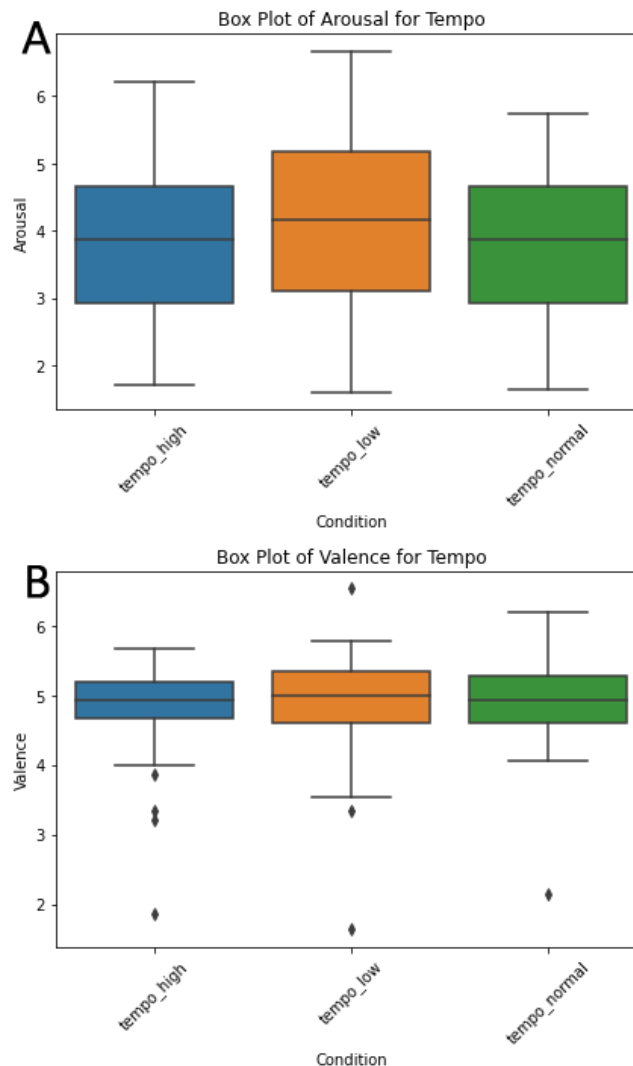 A
Box Plot of Arousal for Tempo
6
5
4
3
2
Arousal
tempo_high
tempo_low
tempo_normal
Condition
B
Box Plot of Valence for Tempo
6
5
4
3
2
Valence
tempo_high
tempo_low
tempo_normal
Condition